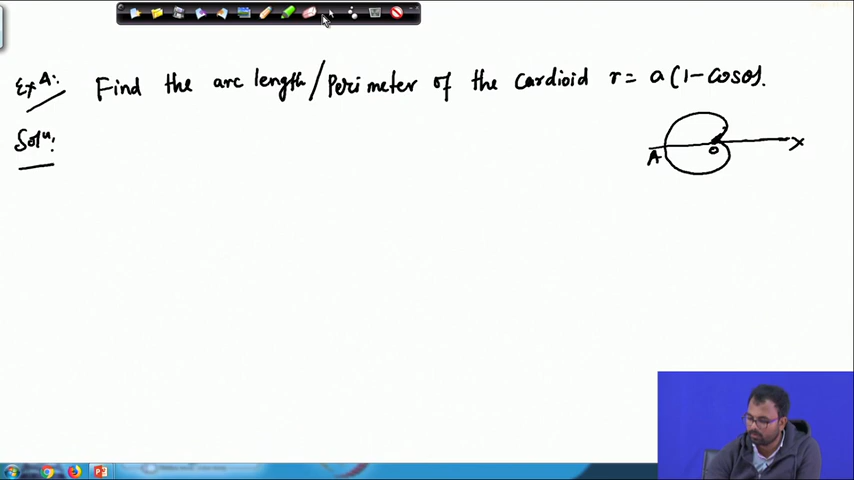 Ex A: Find the arc length/Perimeter of the Cardioid r = a(1-cosθ).
Solⁿ:
A O X